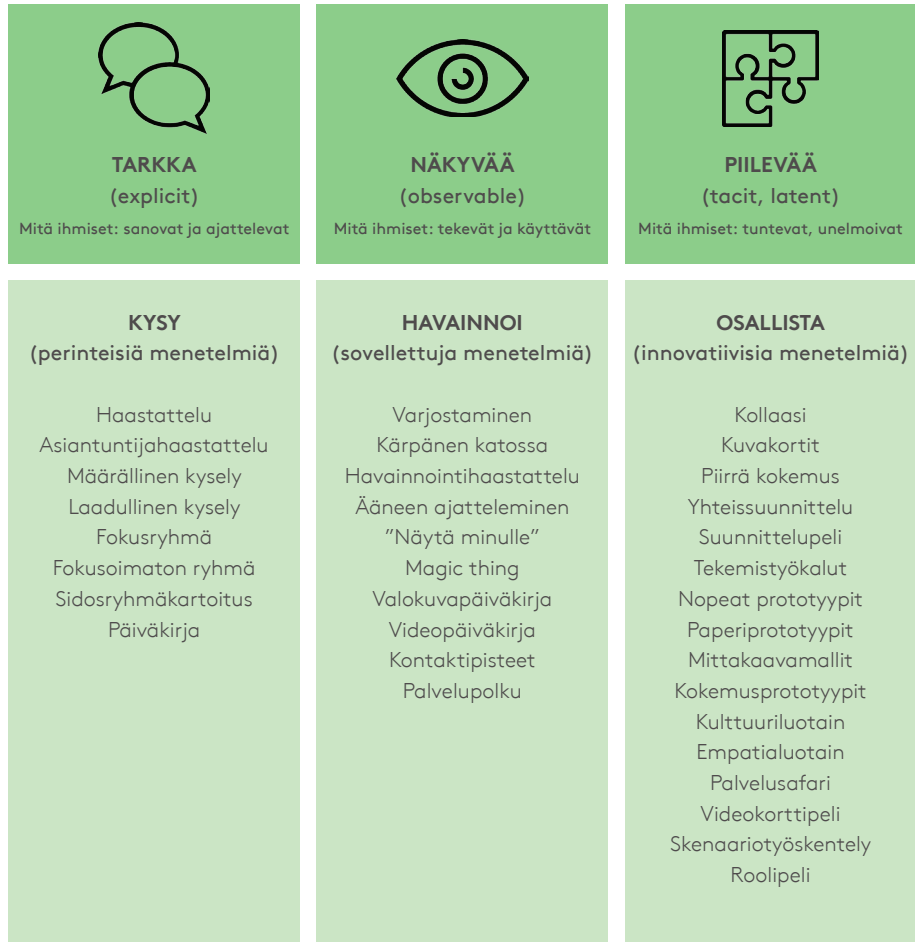 TARKKA
(explicit)
Mitä ihmiset: sanovat ja ajattelevat
NÄKYVÄÄ
(observable)
Mitä ihmiset: tekevät ja käyttävät
PIILEVÄÄ
(tacit, latent)
Mitä ihmiset: tuntevat, unelmoivat
KYSY
(perinteisiä menetelmiä)
Haastattelu
Asiantuntijahaastattelu
Määrällinen kysely
Laadullinen kysely
Fokusryhmä
Fokusoimaton ryhmä
Sidosryhmäkartoitus
Päiväkirja
HAVAINNOI
(sovellettuja menetelmiä)
Varjostaminen
Kärpänen katossa
Havainnointihaastattelu
Ääneen ajatteleminen
”Näytä minulle”
Magic thing
Valokuvapäiväkirja
Videopäiväkirja
Kontaktipisteet
Palvelupolku
OSALLISTA
(innovatiivisia menetelmiä)
Kollaasi
Kuvakortit
Piirrä kokemus
Yhteissuunnittelu
Suunnittelupeli
Tekemistyökalut
Nopeat prototyypit
Paperiprototyypit
Mittakaavamallit
Kokemusprototyypit
Kulttuuriluotain
Empatialuotain
Palvelusafari
Videokorttipeli
Skenaariotyöskentely
Roolipeli